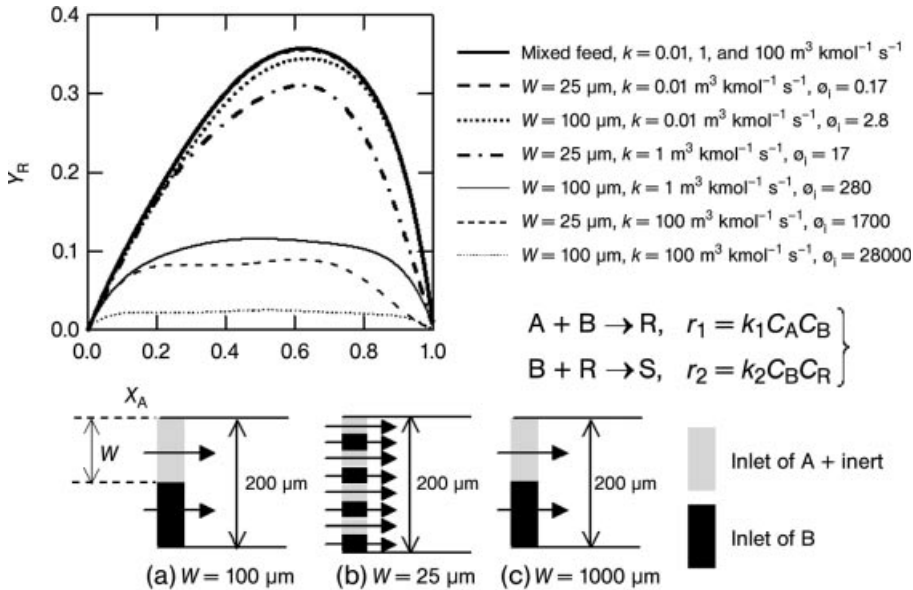 0.4
0.3
0.2
0.1
0.0
Y_R
0.0 0.2 0.4 0.6 0.8 1.0
X_A
Mixed feed, k = 0.01, 1, and 100 m³ kmol⁻¹ s⁻¹
W = 25 μm, k = 0.01 m³ kmol⁻¹ s⁻¹, ø_i = 0.17
W = 100 μm, k = 0.01 m³ kmol⁻¹ s⁻¹, ø_i = 2.8
W = 25 μm, k = 1 m³ kmol⁻¹ s⁻¹, ø_i = 17
W = 100 μm, k = 1 m³ kmol⁻¹ s⁻¹, ø_i = 280
W = 25 μm, k = 100 m³ kmol⁻¹ s⁻¹, ø_i = 1700
W = 100 μm, k = 100 m³ kmol⁻¹ s⁻¹, ø_i = 28000
A + B → R, r₁ = k₁C_AC_B
B + R → S, r₂ = k₂C_BC_R
W
200 μm
200 μm
200 μm
Inlet of A + inert
Inlet of B
(a) W = 100 μm
(b) W = 25 μm
(c) W = 1000 μm